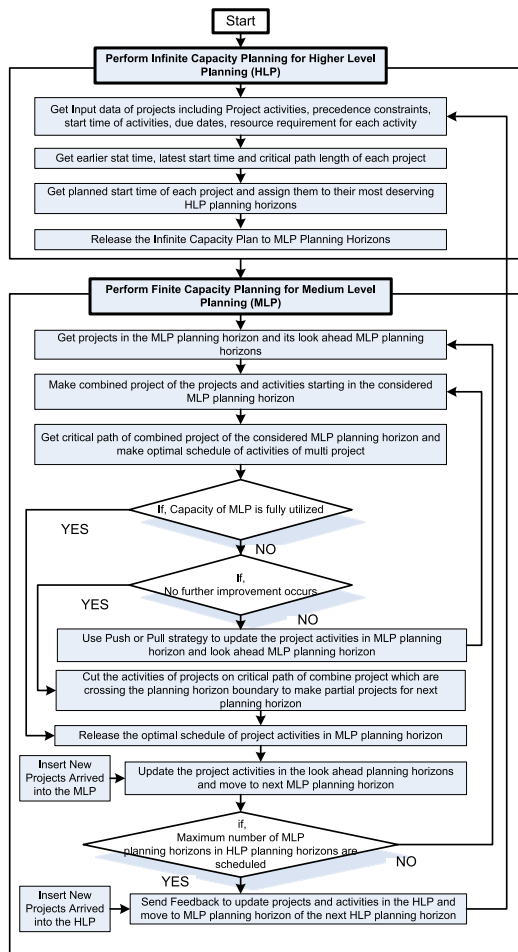 Start
Perform Infinite Capacity Planning for Higher Level
Planning (HLP)
Get Input data of projects including Project activities, precedence constraints,
start time of activities, due dates, resource requirement for each activity
Get earlier stat time, latest start time and critical path length of each project
Get planned start time of each project and assign them to their most deserving
HLP planning horizons
Release the Infinite Capacity Plan to MLP Planning Horizons
Perform Finite Capacity Planning for Medium Level
Planning (MLP)
Get projects in the MLP planning horizon and its look ahead MLP planning
horizons
Make combined project of the projects and activities starting in the considered
MLP planning horizon
Get critical path of combined project of the considered MLP planning horizon and
make optimal schedule of activities of multi project
If, Capacity of MLP is fully utilized
YES
NO
If,
No further improvement occurs
YES
NO
Use Push or Pull strategy to update the project activities in MLP planning
horizon and look ahead MLP planning horizon
Cut the activities of projects on critical path of combine project which are
crossing the planning horizon boundary to make partial projects for next
planning horizon
Release the optimal schedule of project activities in MLP planning horizon
Insert New
Projects Arrived
into the MLP
Update the project activities in the look ahead planning horizons
and move to next MLP planning horizon
if,
Maximum number of MLP
planning horizons in HLP planning horizons are
scheduled
NO
YES
Insert New
Projects Arrived
into the HLP
Send Feedback to update projects and activities in the HLP and
move to MLP planning horizon of the next HLP planning horizon